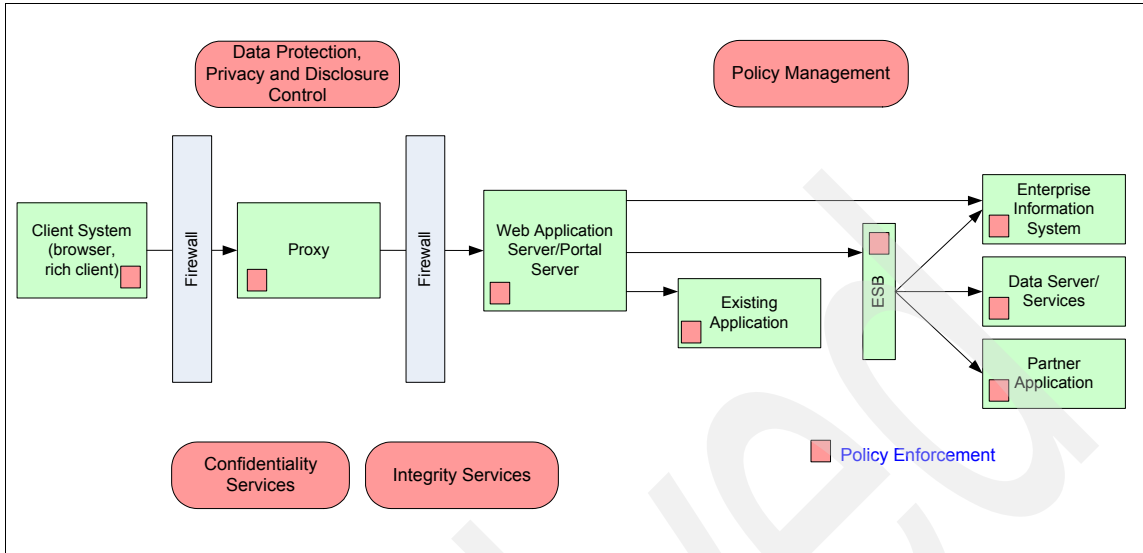 Data Protection,
Privacy and Disclosure
Control
Policy Management
Client System
(browser,
rich client)
Firewall
Proxy
Firewall
Web Application
Server/Portal
Server
Existing
Application
ESB
Enterprise
Information
System
Data Server/
Services
Partner
Application
Confidentiality
Services
Integrity Services
Policy Enforcement